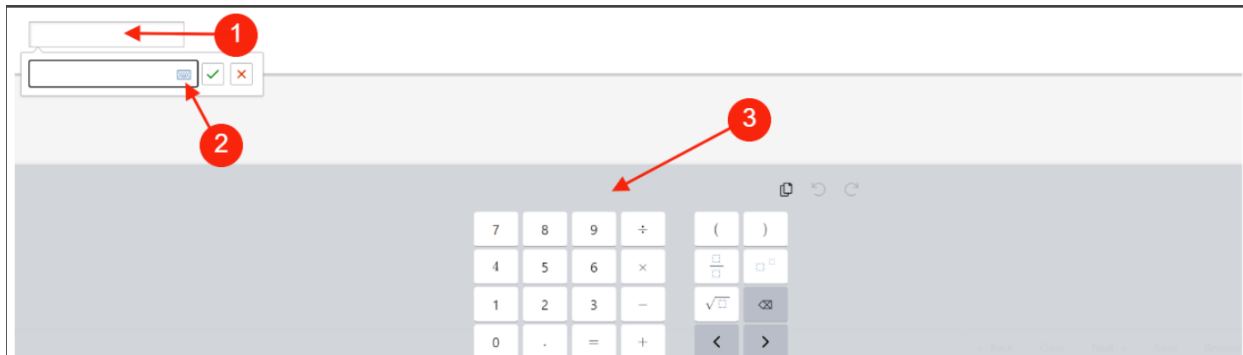 1
2
3
7 8 9 ÷ ( )
4 5 6 ×
1 2 3 − √
0 . = + < >